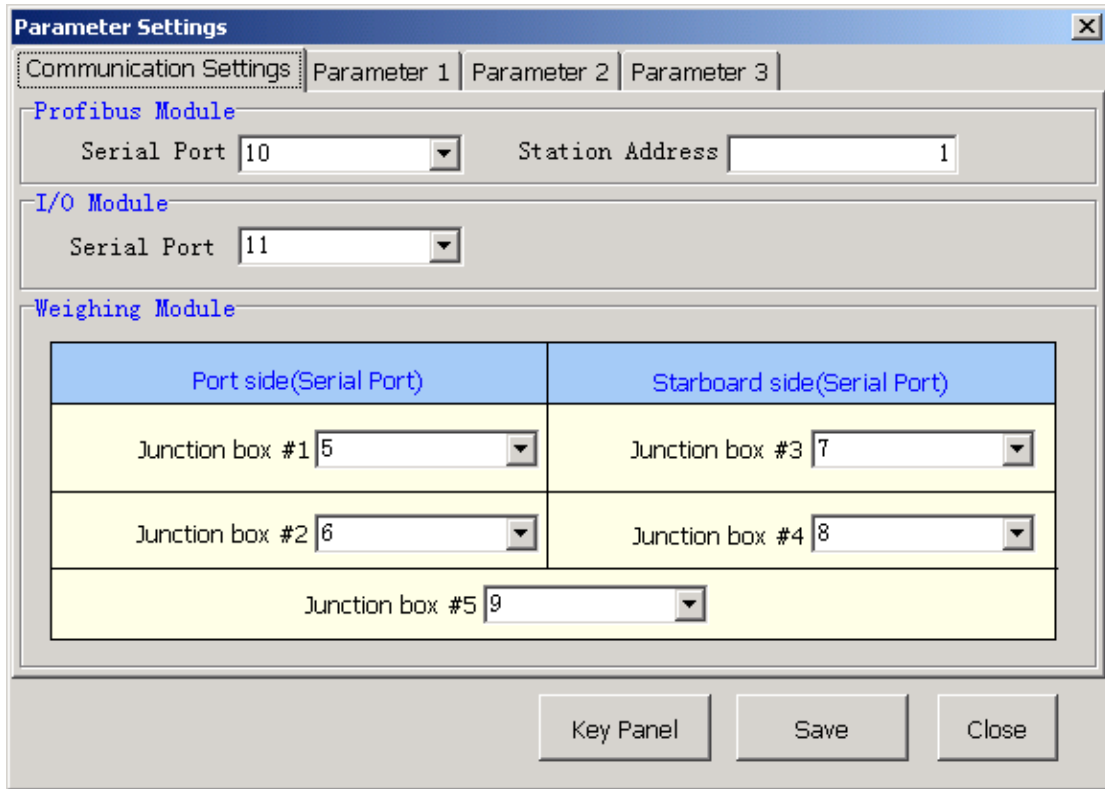 Parameter Settings
Communication Settings Parameter 1 Parameter 2 Parameter 3
Profibus Module
Serial Port 10 Station Address 1
I/O Module
Serial Port 11
Weighing Module
Port side(Serial Port) Starboard side(Serial Port)
Junction box #1 5 Junction box #3 7
Junction box #2 6 Junction box #4 8
Junction box #5 9
Key Panel Save Close